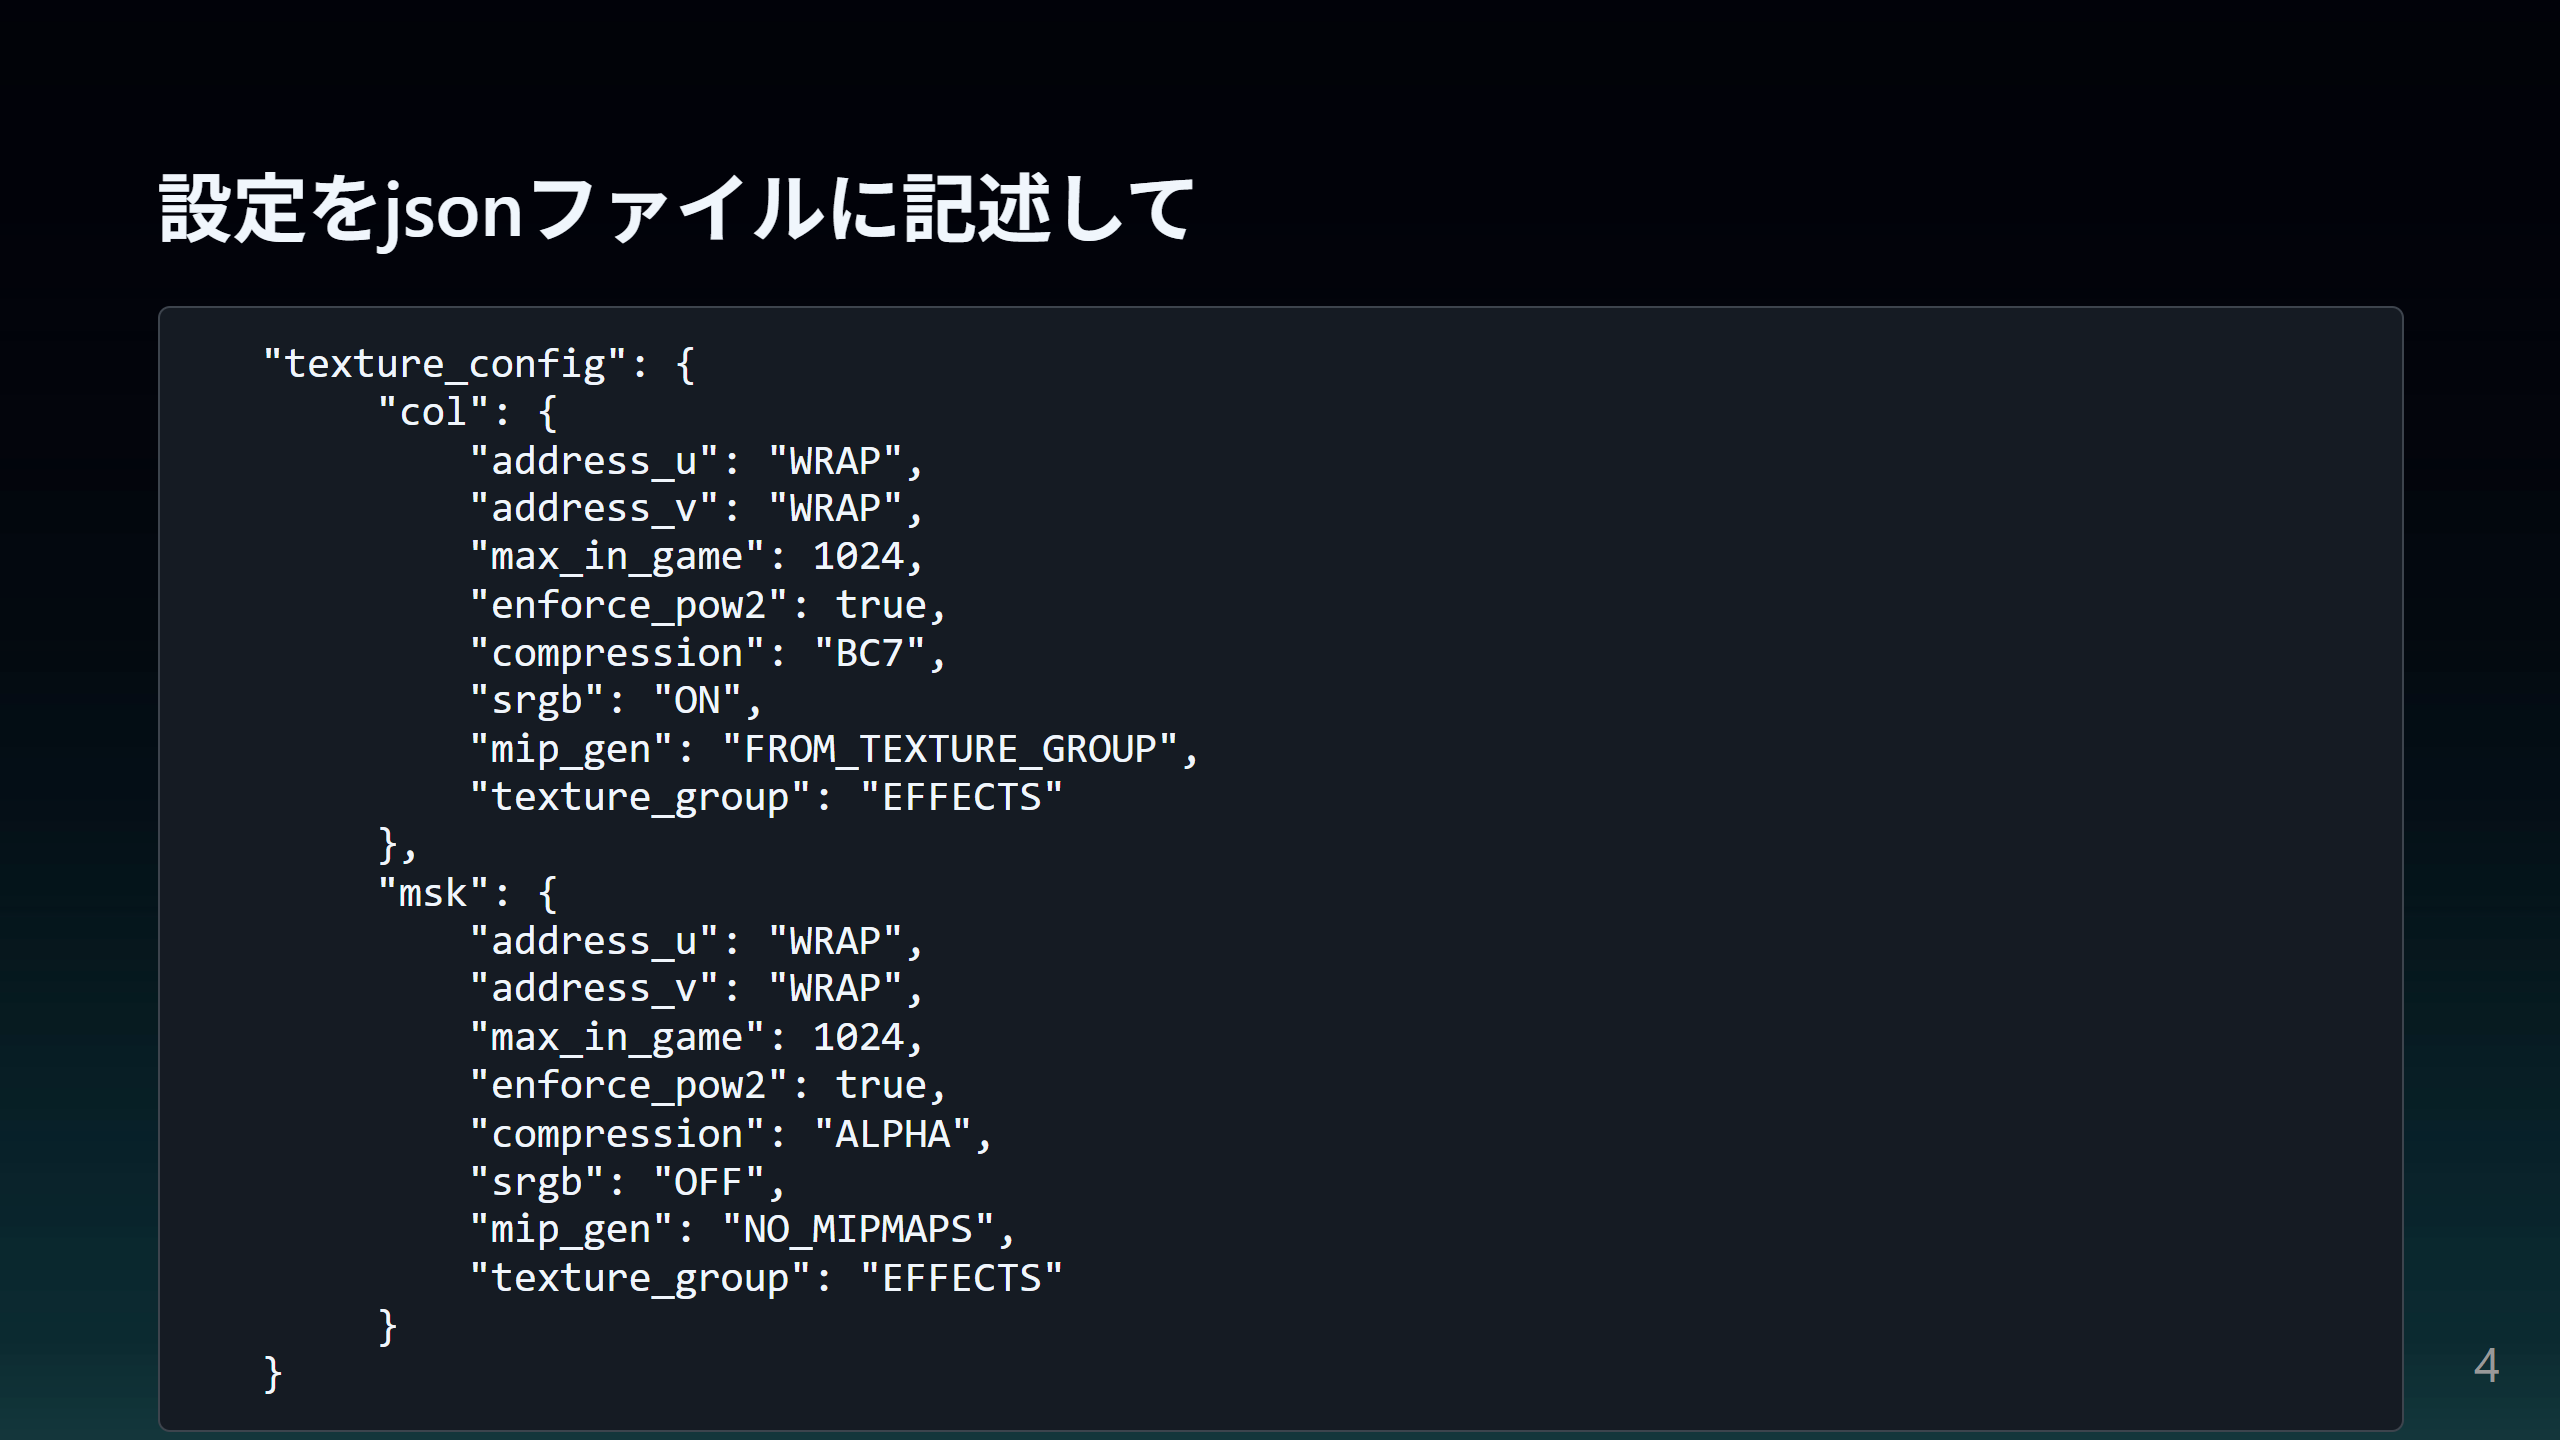 設定をjsonファイルに記述して
"texture_config": {
"col": {
"address_u": "WRAP",
"address_v": "WRAP",
"max_in_game": 1024,
"enforce_pow2": true,
"compression": "BC7",
"srgb": "ON",
"mip_gen": "FROM_TEXTURE_GROUP",
"texture_group": "EFFECTS"
},
"msk": {
"address_u": "WRAP",
"address_v": "WRAP",
"max_in_game": 1024,
"enforce_pow2": true,
"compression": "ALPHA",
"srgb": "OFF",
"mip_gen": "NO_MIPMAPS",
"texture_group": "EFFECTS"
}
}
4